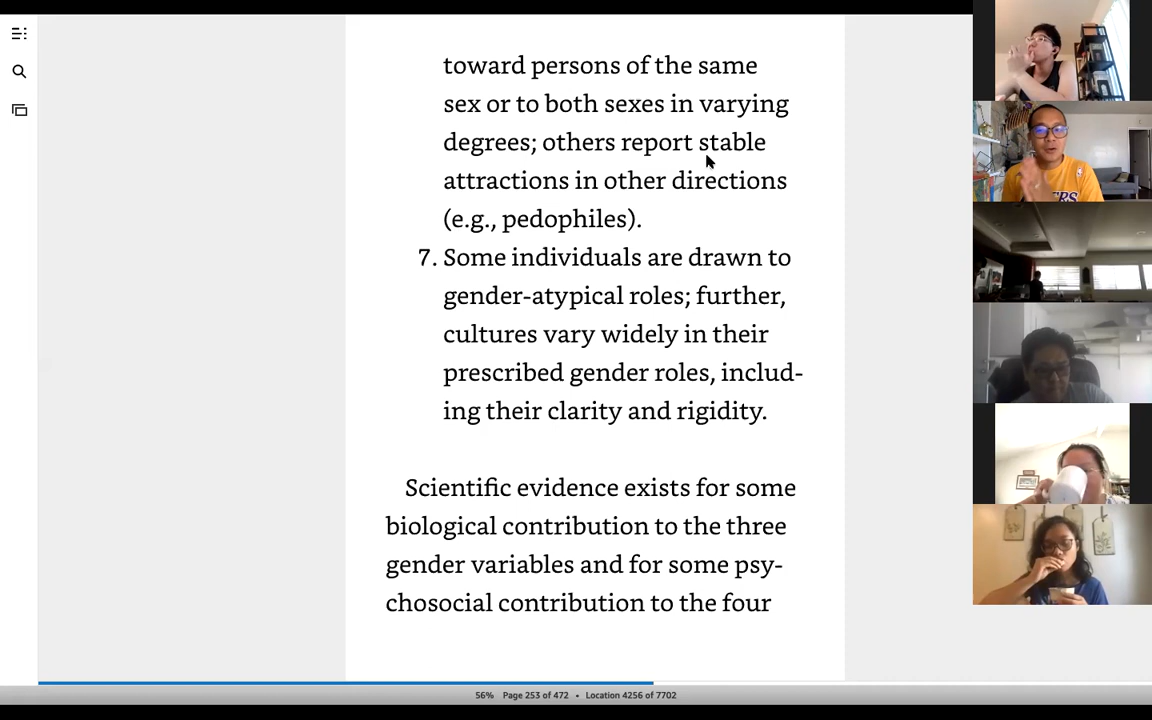 toward persons of the same
sex or to both sexes in varying
degrees; others report stable
attractions in other directions
(e.g., pedophiles).
7. Some individuals are drawn to
gender-atypical roles; further,
cultures vary widely in their
prescribed gender roles, includ-
ing their clarity and rigidity.
Scientific evidence exists for some
biological contribution to the three
gender variables and for some psy-
chosocial contribution to the four
56% Page 253 of 472 • Location 4256 of 7702
ERS